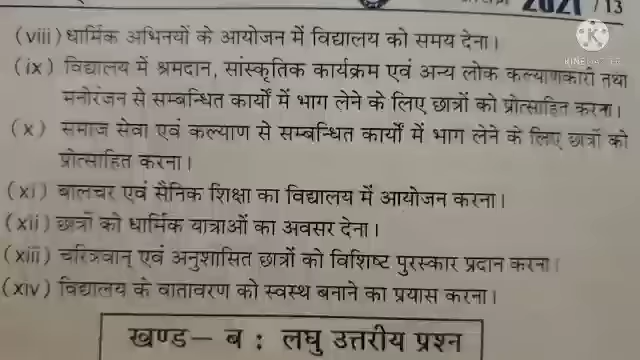 2021 / 13
(viii) धार्मिक अभिनयों के आयोजन में विद्यालय को समय देना।
(ix) विद्यालय में श्रमदान, सांस्कृतिक कार्यक्रम एवं अन्य लोक कल्याणकारी तथा
मनोरंजन से सम्बन्धित कार्यों में भाग लेने के लिए छात्रों को प्रोत्साहित करना।
(x) समाज सेवा एवं कल्याण से सम्बन्धित कार्यों में भाग लेने के लिए छात्रों को
प्रोत्साहित करना।
(xi) बालचर एवं सैनिक शिक्षा का विद्यालय में आयोजन करना।
(xii) छात्रों को धार्मिक यात्राओं का अवसर देना।
(xiii) चरित्रवान् एवं अनुशासित छात्रों को विशिष्ट पुरस्कार प्रदान करना।
(xiv) विद्यालय के वातावरण को स्वस्थ बनाने का प्रयास करना।
खण्ड– ब : लघु उत्तरीय प्रश्न